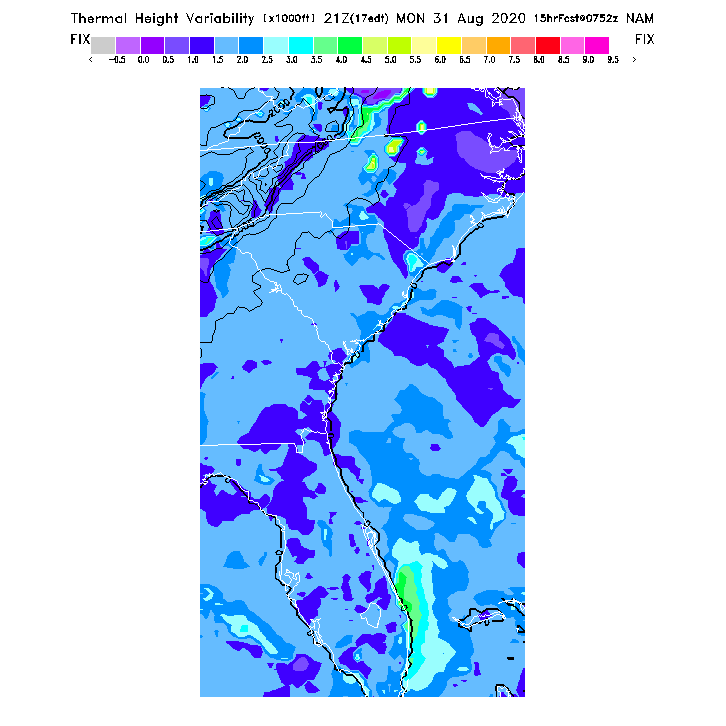 Thermal Height Variability [x1000ft] 21Z(17edt) MON 31 Aug 2020 15hrFcst@0752z NAM
FIX FIX
< -0.5 0.0 0.5 1.0 1.5 2.0 2.5 3.0 3.5 4.0 4.5 5.0 5.5 6.0 6.5 7.0 7.5 8.0 8.5 9.0 9.5 >
2000
2000